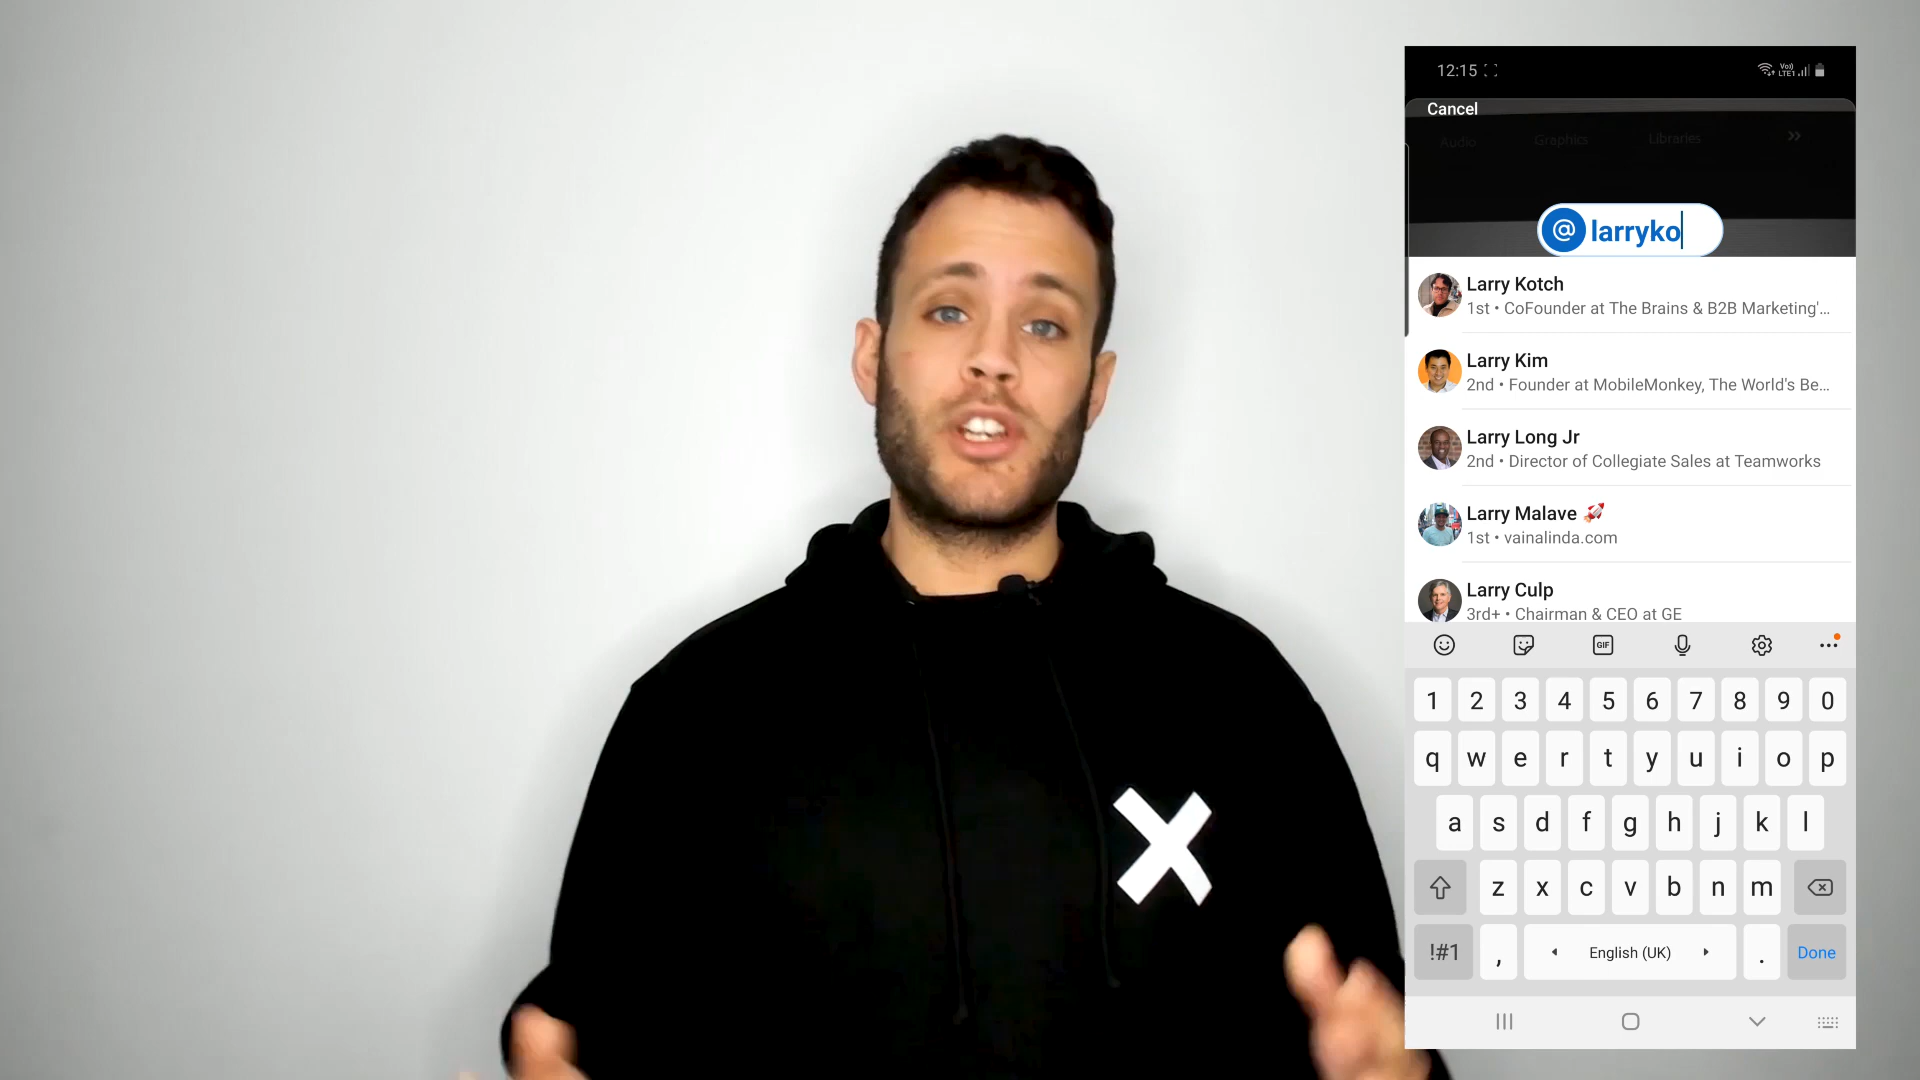 12:15
Vo))
LTE1
Cancel
Audio Graphics Libraries »
@ larryko
Larry Kotch
1st • CoFounder at The Brains & B2B Marketing'...
Larry Kim
2nd • Founder at MobileMonkey, The World's Be...
Larry Long Jr
2nd • Director of Collegiate Sales at Teamworks
Larry Malave 🚀
1st • vainalinda.com
Larry Culp
3rd+ • Chairman & CEO at GE
GIF
1 2 3 4 5 6 7 8 9 0
q w e r t y u i o p
a s d f g h j k l
z x c v b n m
!#1 , English (UK) . Done